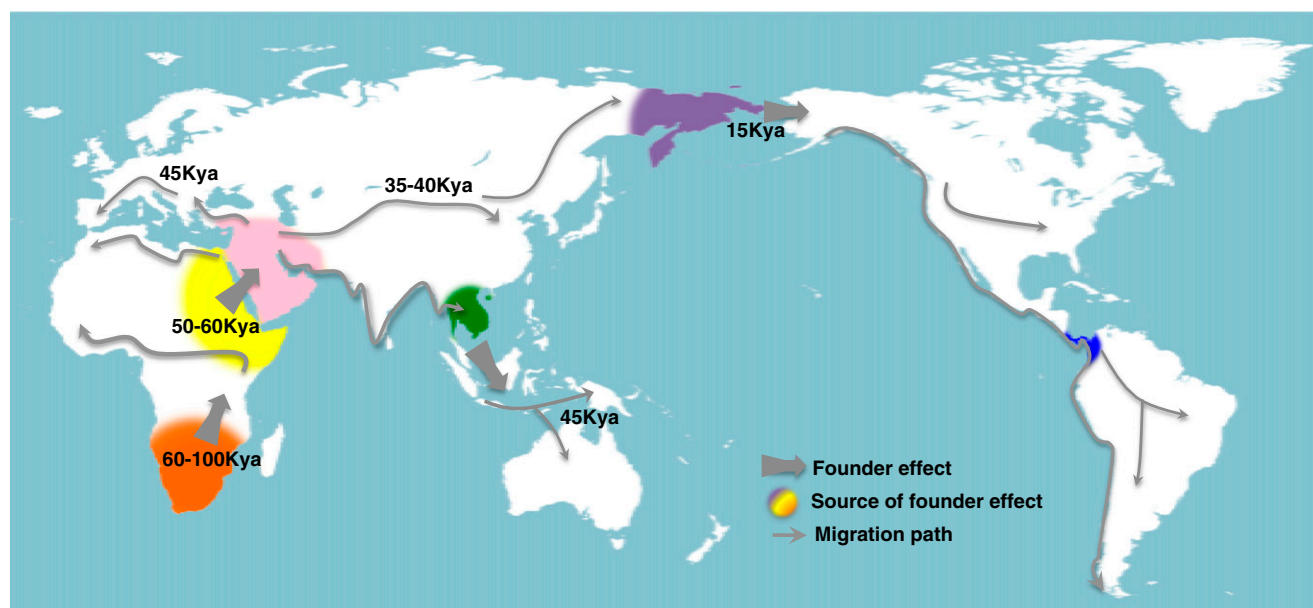 15Kya
45Kya
35-40Kya
50-60Kya
45Kya
60-100Kya
Founder effect
Source of founder effect
Migration path